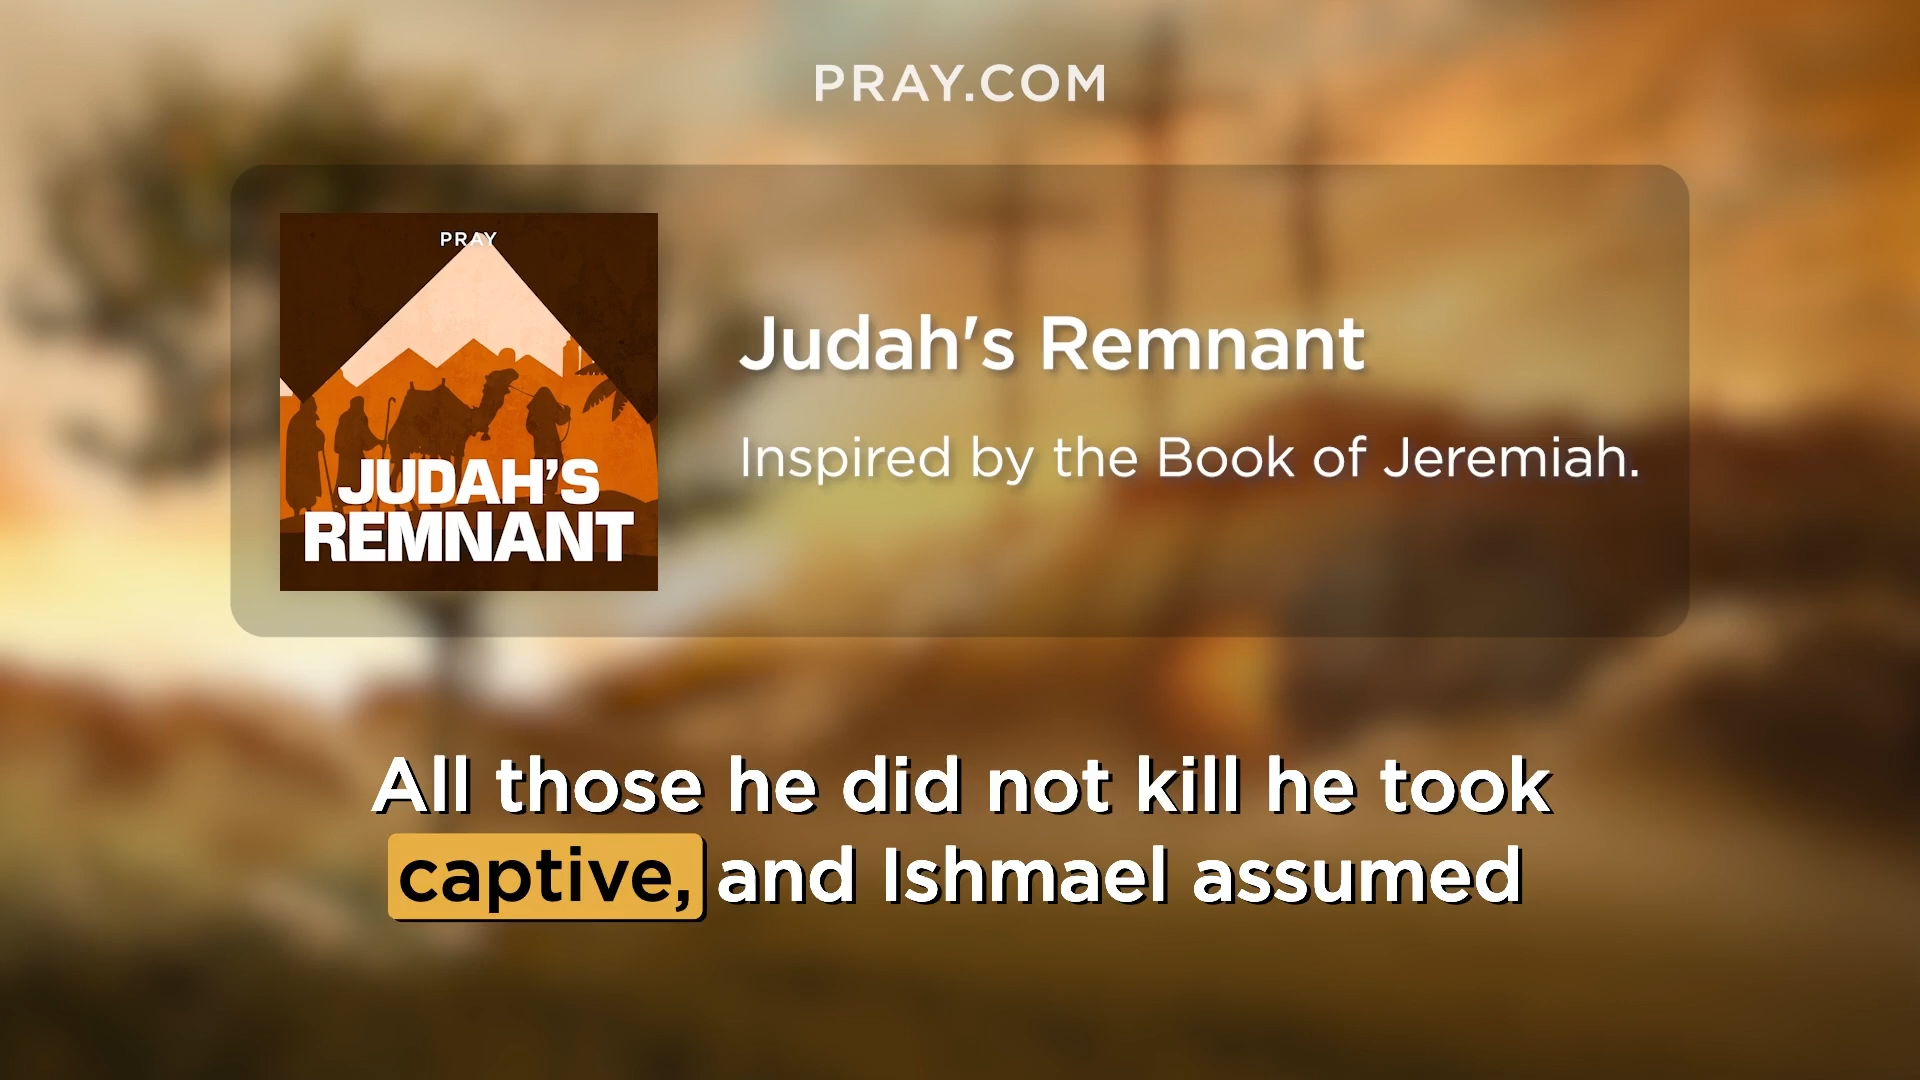 PRAY.COM
PRAY
JUDAH'S
REMNANT
Judah's Remnant
Inspired by the Book of Jeremiah.
All those he did not kill he took
captive, and Ishmael assumed